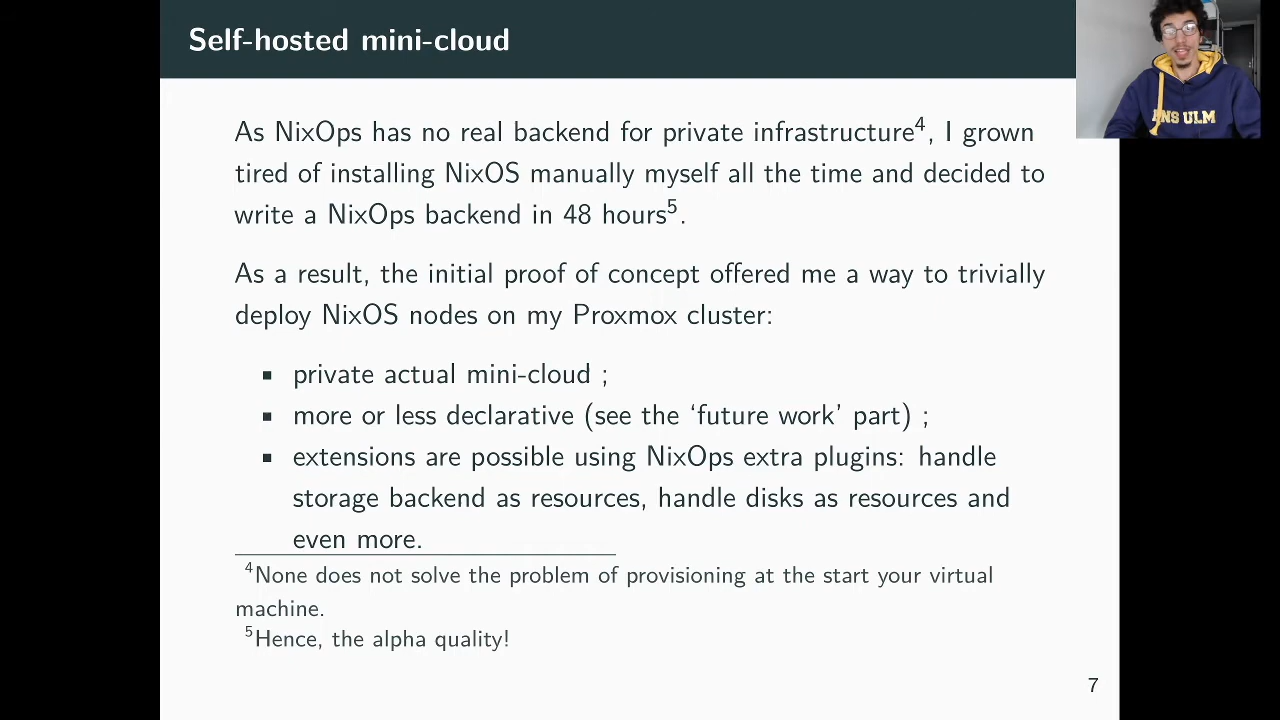 Self-hosted mini-cloud
As NixOps has no real backend for private infrastructure⁴, I grown
tired of installing NixOS manually myself all the time and decided to
write a NixOps backend in 48 hours⁵.
As a result, the initial proof of concept offered me a way to trivially
deploy NixOS nodes on my Proxmox cluster:
▪ private actual mini-cloud ;
▪ more or less declarative (see the ‘future work’ part) ;
▪ extensions are possible using NixOps extra plugins: handle
storage backend as resources, handle disks as resources and
even more.
⁴None does not solve the problem of provisioning at the start your virtual
machine.
⁵Hence, the alpha quality!
7
ENS ULM